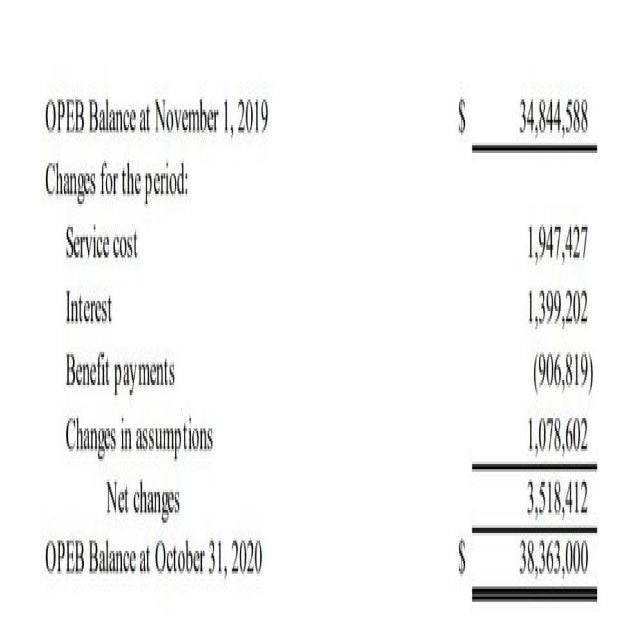 OPEB Balance at November 1, 2019 $ 34,844,588
Changes for the period:
Service cost 1,947,427
Interest 1,399,202
Benefit payments (906,819)
Changes in assumptions 1,078,602
Net changes 3,518,412
OPEB Balance at October 31, 2020 $ 38,363,000